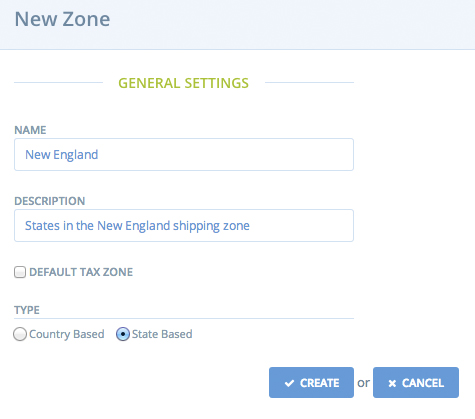 New Zone
GENERAL SETTINGS
NAME
New England
DESCRIPTION
States in the New England shipping zone
DEFAULT TAX ZONE
TYPE
Country Based State Based
CREATE or CANCEL